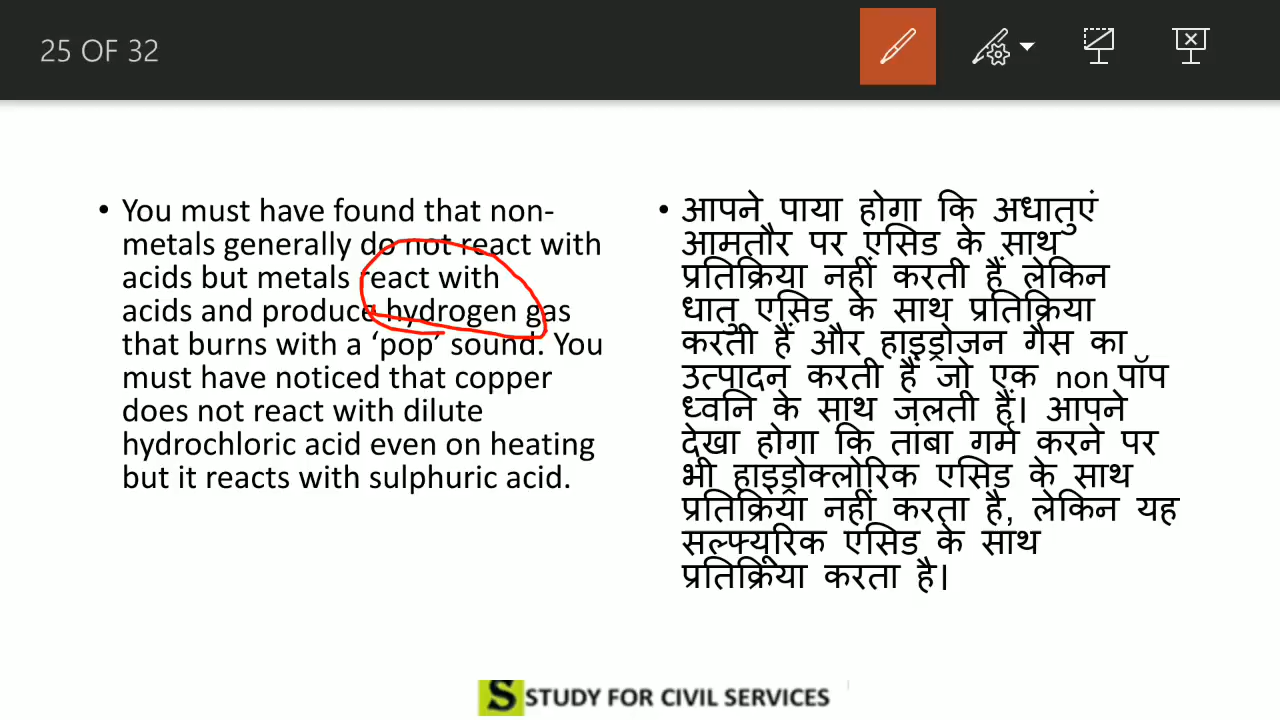 25 OF 32
• You must have found that non-
metals generally do not react with
acids but metals react with
acids and produce hydrogen gas
that burns with a ‘pop’ sound. You
must have noticed that copper
does not react with dilute
hydrochloric acid even on heating
but it reacts with sulphuric acid.
• आपने पाया होगा कि अधातुएं
आमतौर पर एसिड के साथ
प्रतिक्रिया नहीं करती हैं लेकिन
धातु एसिड के साथ प्रतिक्रिया
करती हैं और हाइड्रोजन गैस का
उत्पादन करती हैं जो एक non पॉप
ध्वनि के साथ जलती हैं। आपने
देखा होगा कि तांबा गर्म करने पर
भी हाइड्रोक्लोरिक एसिड के साथ
प्रतिक्रिया नहीं करता है, लेकिन यह
सल्फ्यूरिक एसिड के साथ
प्रतिक्रिया करता है।
S STUDY FOR CIVIL SERVICES